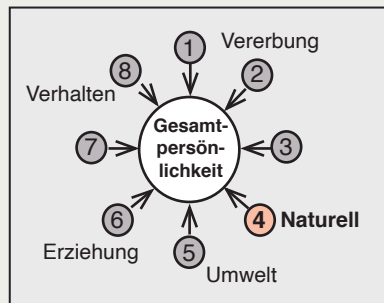 1
Vererbung
8
2
Verhalten
Gesamt-
persön-
lichkeit
7
3
6
4 Naturell
Erziehung
5
Umwelt